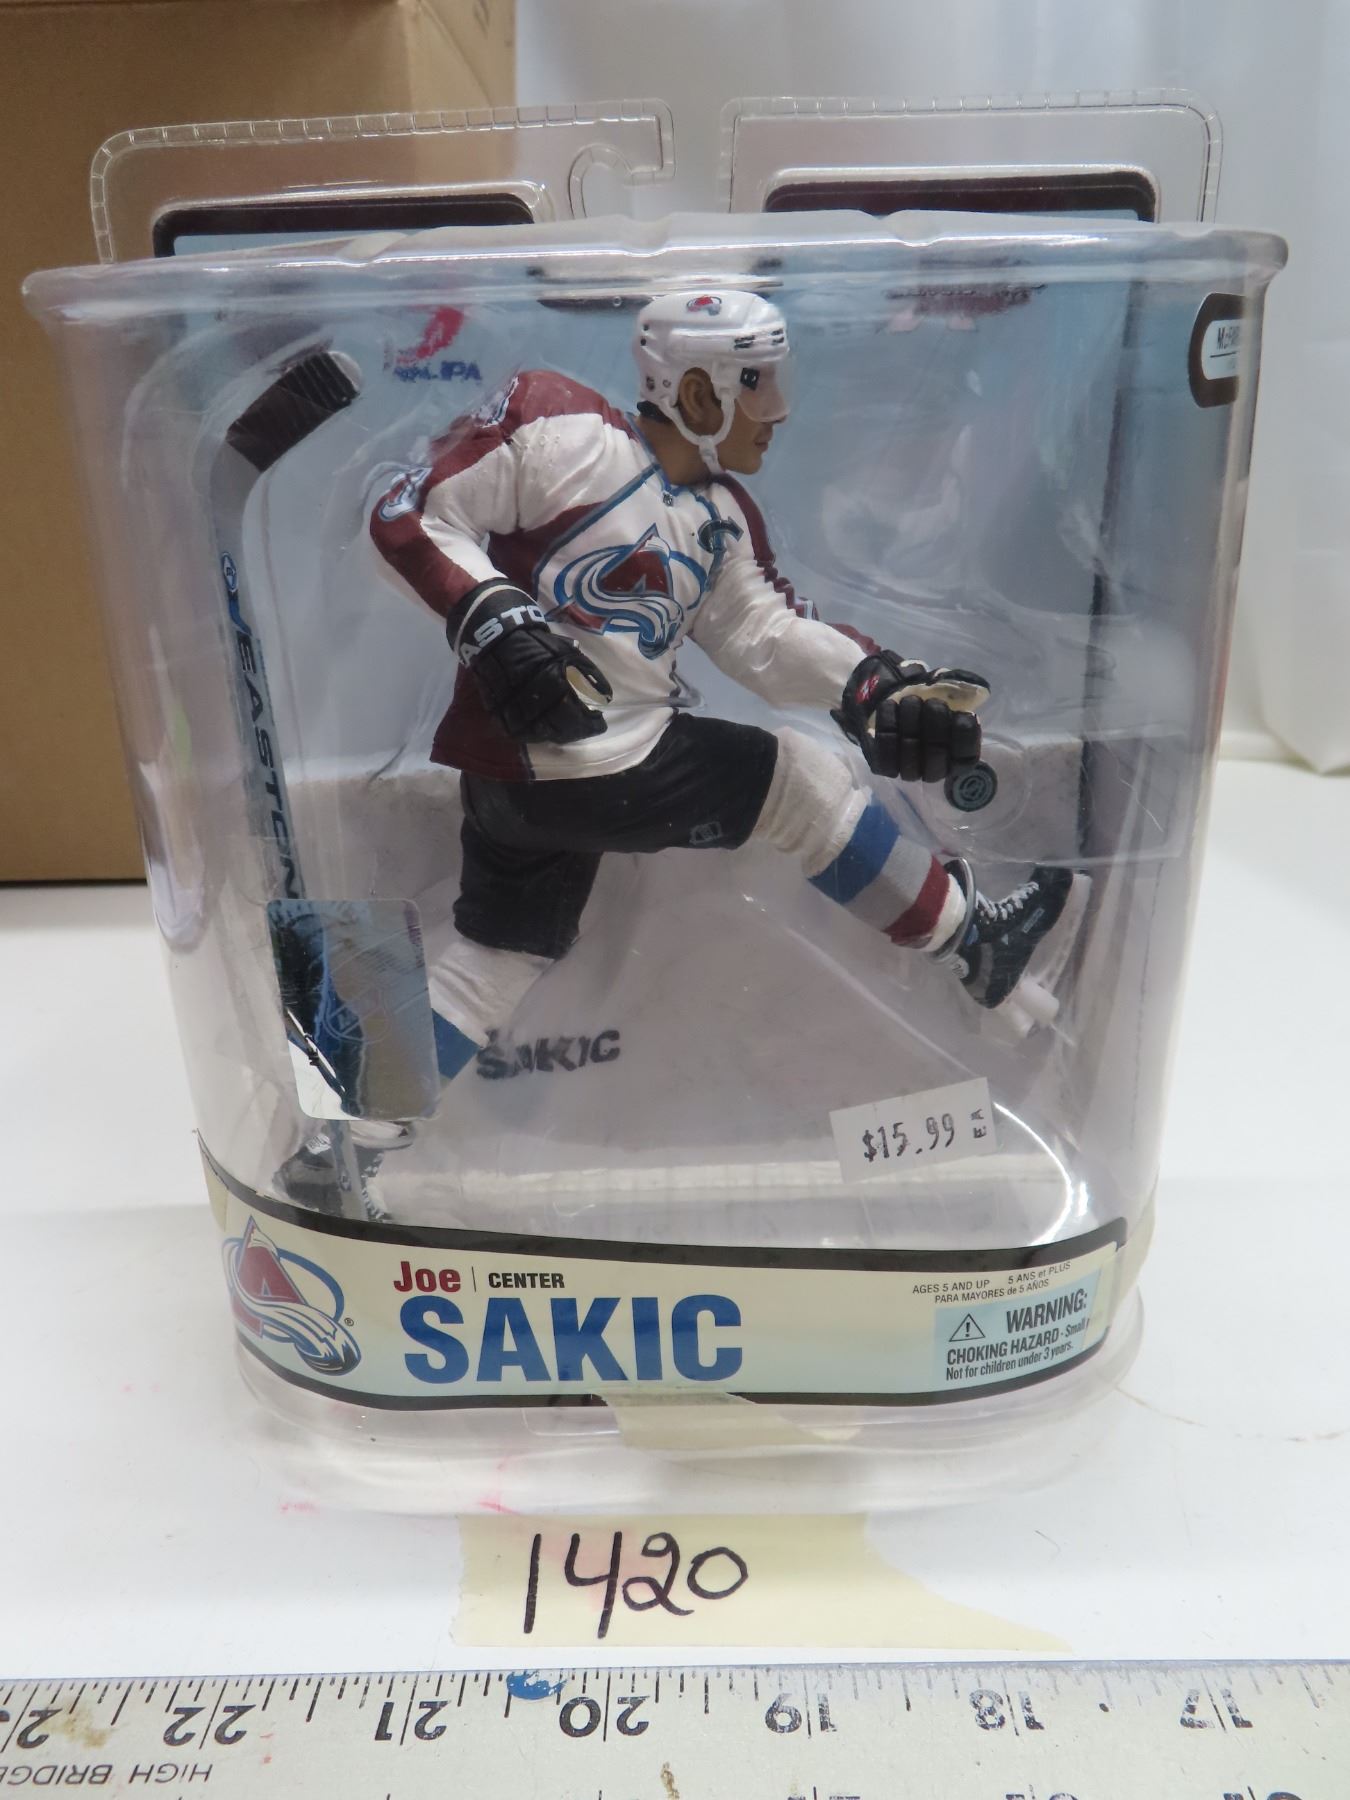 EASTON
SAKIC
$15.99 EA
Joe | CENTER
SAKIC
®
AGES 5 AND UP 5 ANS et PLUS
PARA MAYORES de 5 AÑOS
WARNING:
CHOKING HAZARD - Small
Not for children under 3 years.
1420
22 21 20 19 18 17
HIGH BRIDGE